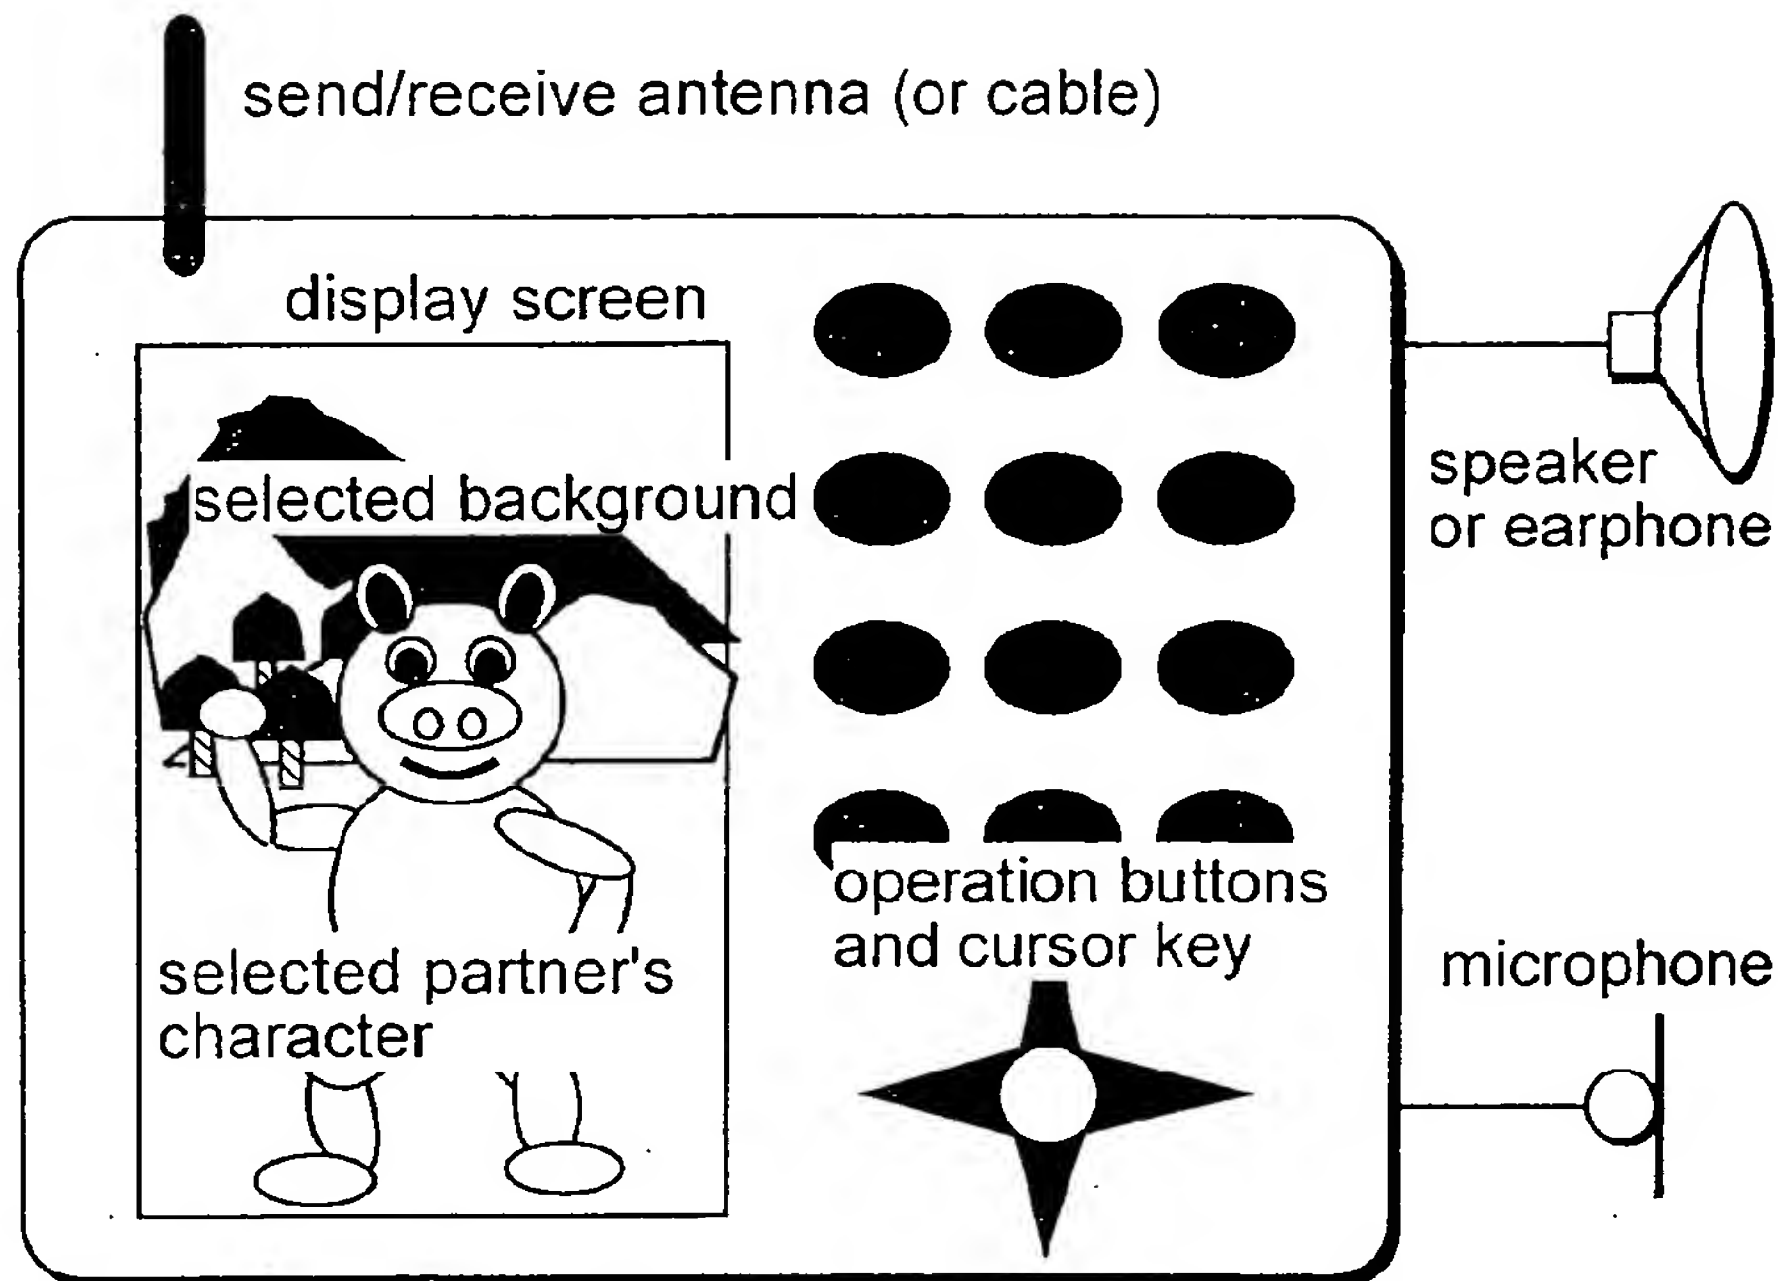 send/receive antenna (or cable)
display screen
selected background
speaker
or earphone
operation buttons
and cursor key
microphone
selected partner's
character